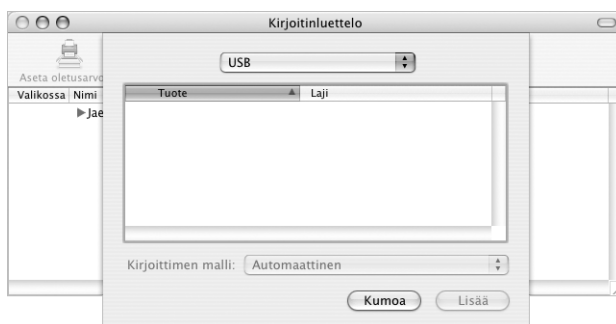 Kirjoitinluettelo
USB
Aseta oletusarvo
Valikossa Nimi
Tuote Laji
Jae
Kirjoittimen malli: Automaattinen
Kumoa Lisää